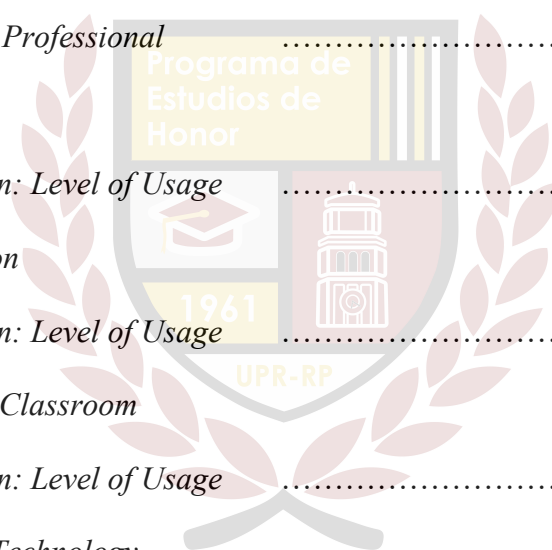 Professional ……………………
Programa de
Estudios de
Honor
n: Level of Usage ……………………
on
1961
n: Level of Usage ……………………
UPR-RP
Classroom
n: Level of Usage ……………………
Technology